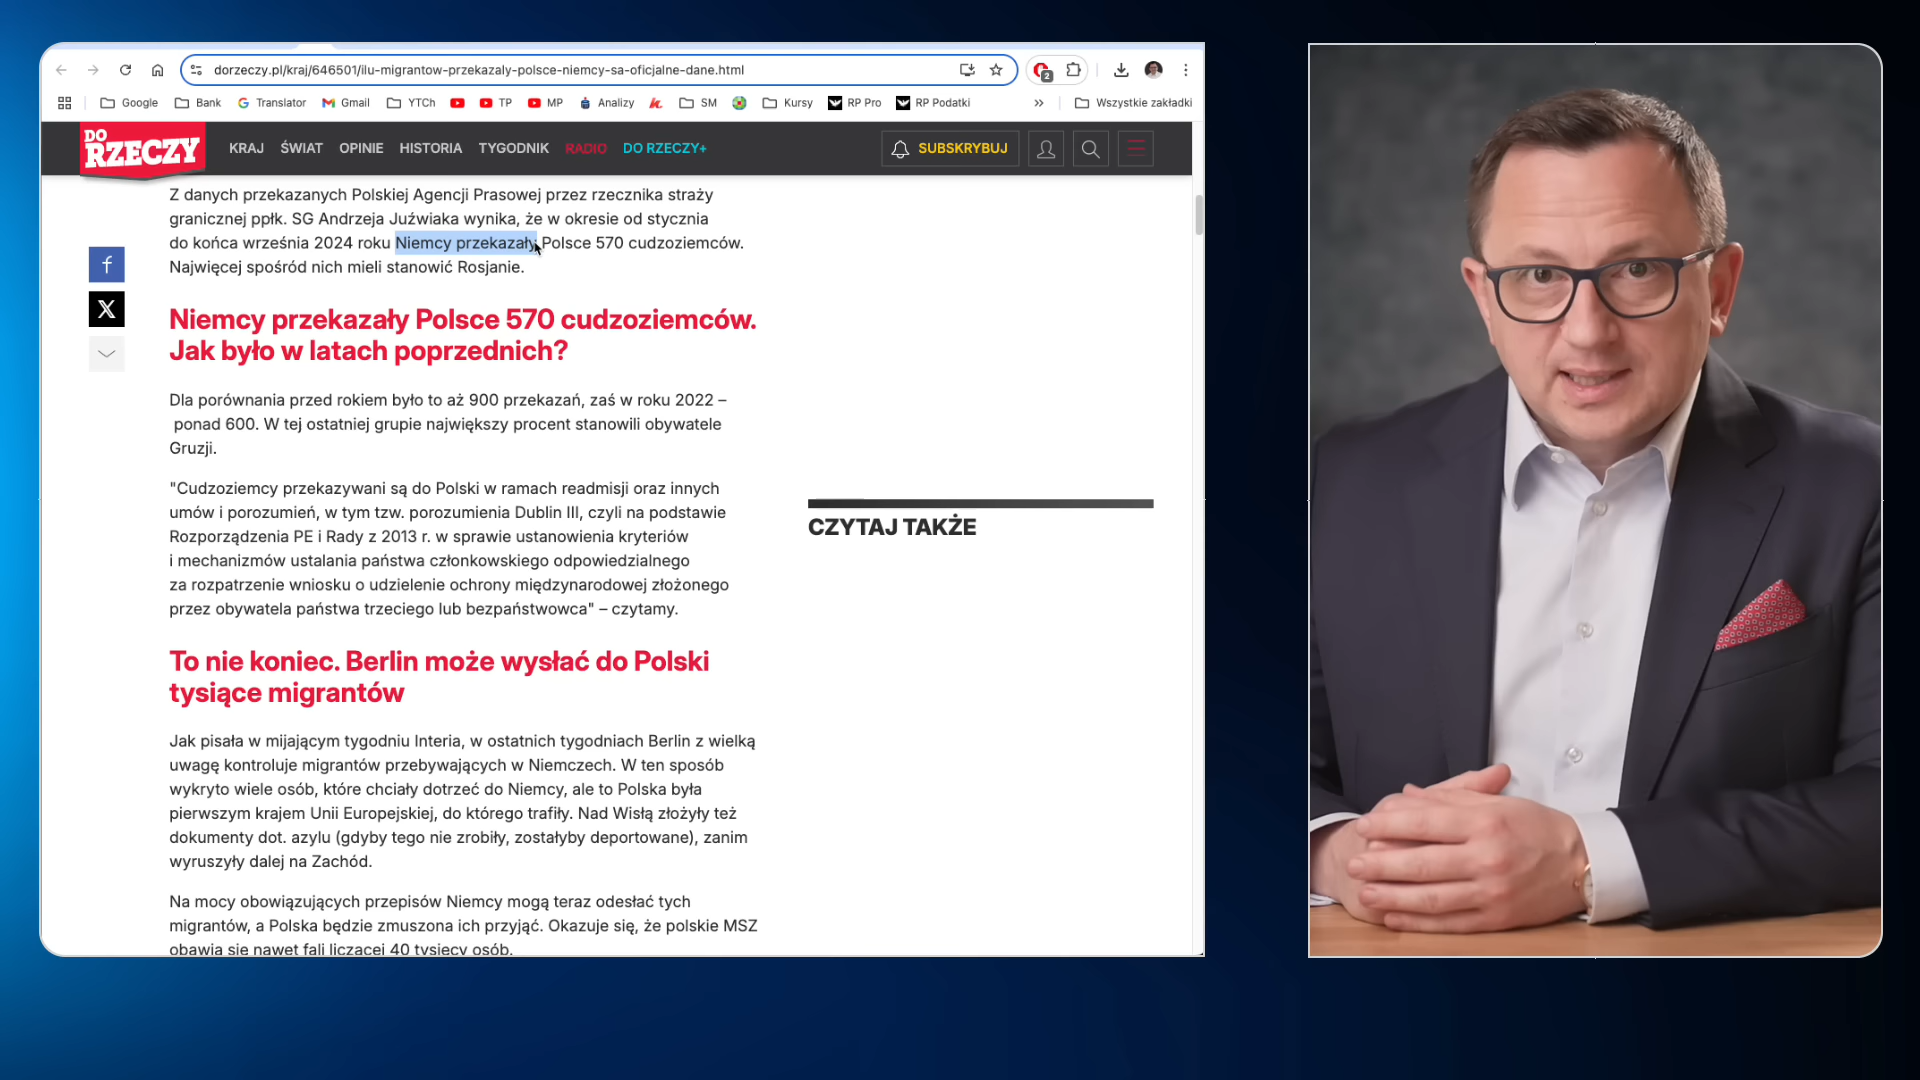 dorzeczy.pl/kraj/646501/ilu-migrantow-przekazaly-polsce-niemcy-sa-oficjalne-dane.html
2
Google Bank Translator Gmail YTCh TP MP Analizy SM Kursy RP Pro RP Podatki » Wszystkie zakładki
DO RZECZY
KRAJ ŚWIAT OPINIE HISTORIA TYGODNIK RADIO DO RZECZY+ SUBSKRYBUJ
Z danych przekazanych Polskiej Agencji Prasowej przez rzecznika straży
granicznej ppłk. SG Andrzeja Juźwiaka wynika, że w okresie od stycznia
do końca września 2024 roku Niemcy przekazały Polsce 570 cudzoziemców.
Najwięcej spośród nich mieli stanowić Rosjanie.
Niemcy przekazały Polsce 570 cudzoziemców.
Jak było w latach poprzednich?
Dla porównania przed rokiem było to aż 900 przekazań, zaś w roku 2022 –
ponad 600. W tej ostatniej grupie największy procent stanowili obywatele
Gruzji.
"Cudzoziemcy przekazywani są do Polski w ramach readmisji oraz innych
umów i porozumień, w tym tzw. porozumienia Dublin III, czyli na podstawie
Rozporządzenia PE i Rady z 2013 r. w sprawie ustanowienia kryteriów
i mechanizmów ustalania państwa członkowskiego odpowiedzialnego
za rozpatrzenie wniosku o udzielenie ochrony międzynarodowej złożonego
przez obywatela państwa trzeciego lub bezpaństwowca" – czytamy.
To nie koniec. Berlin może wysłać do Polski
tysiące migrantów
Jak pisała w mijającym tygodniu Interia, w ostatnich tygodniach Berlin z wielką
uwagę kontroluje migrantów przebywających w Niemczech. W ten sposób
wykryto wiele osób, które chciały dotrzeć do Niemcy, ale to Polska była
pierwszym krajem Unii Europejskiej, do którego trafiły. Nad Wisłą złożyły też
dokumenty dot. azylu (gdyby tego nie zrobiły, zostałyby deportowane), zanim
wyruszyły dalej na Zachód.
Na mocy obowiązujących przepisów Niemcy mogą teraz odesłać tych
migrantów, a Polska będzie zmuszona ich przyjąć. Okazuje się, że polskie MSZ
obawia się nawet fali liczącej 40 tysięcy osób.
CZYTAJ TAKŻE